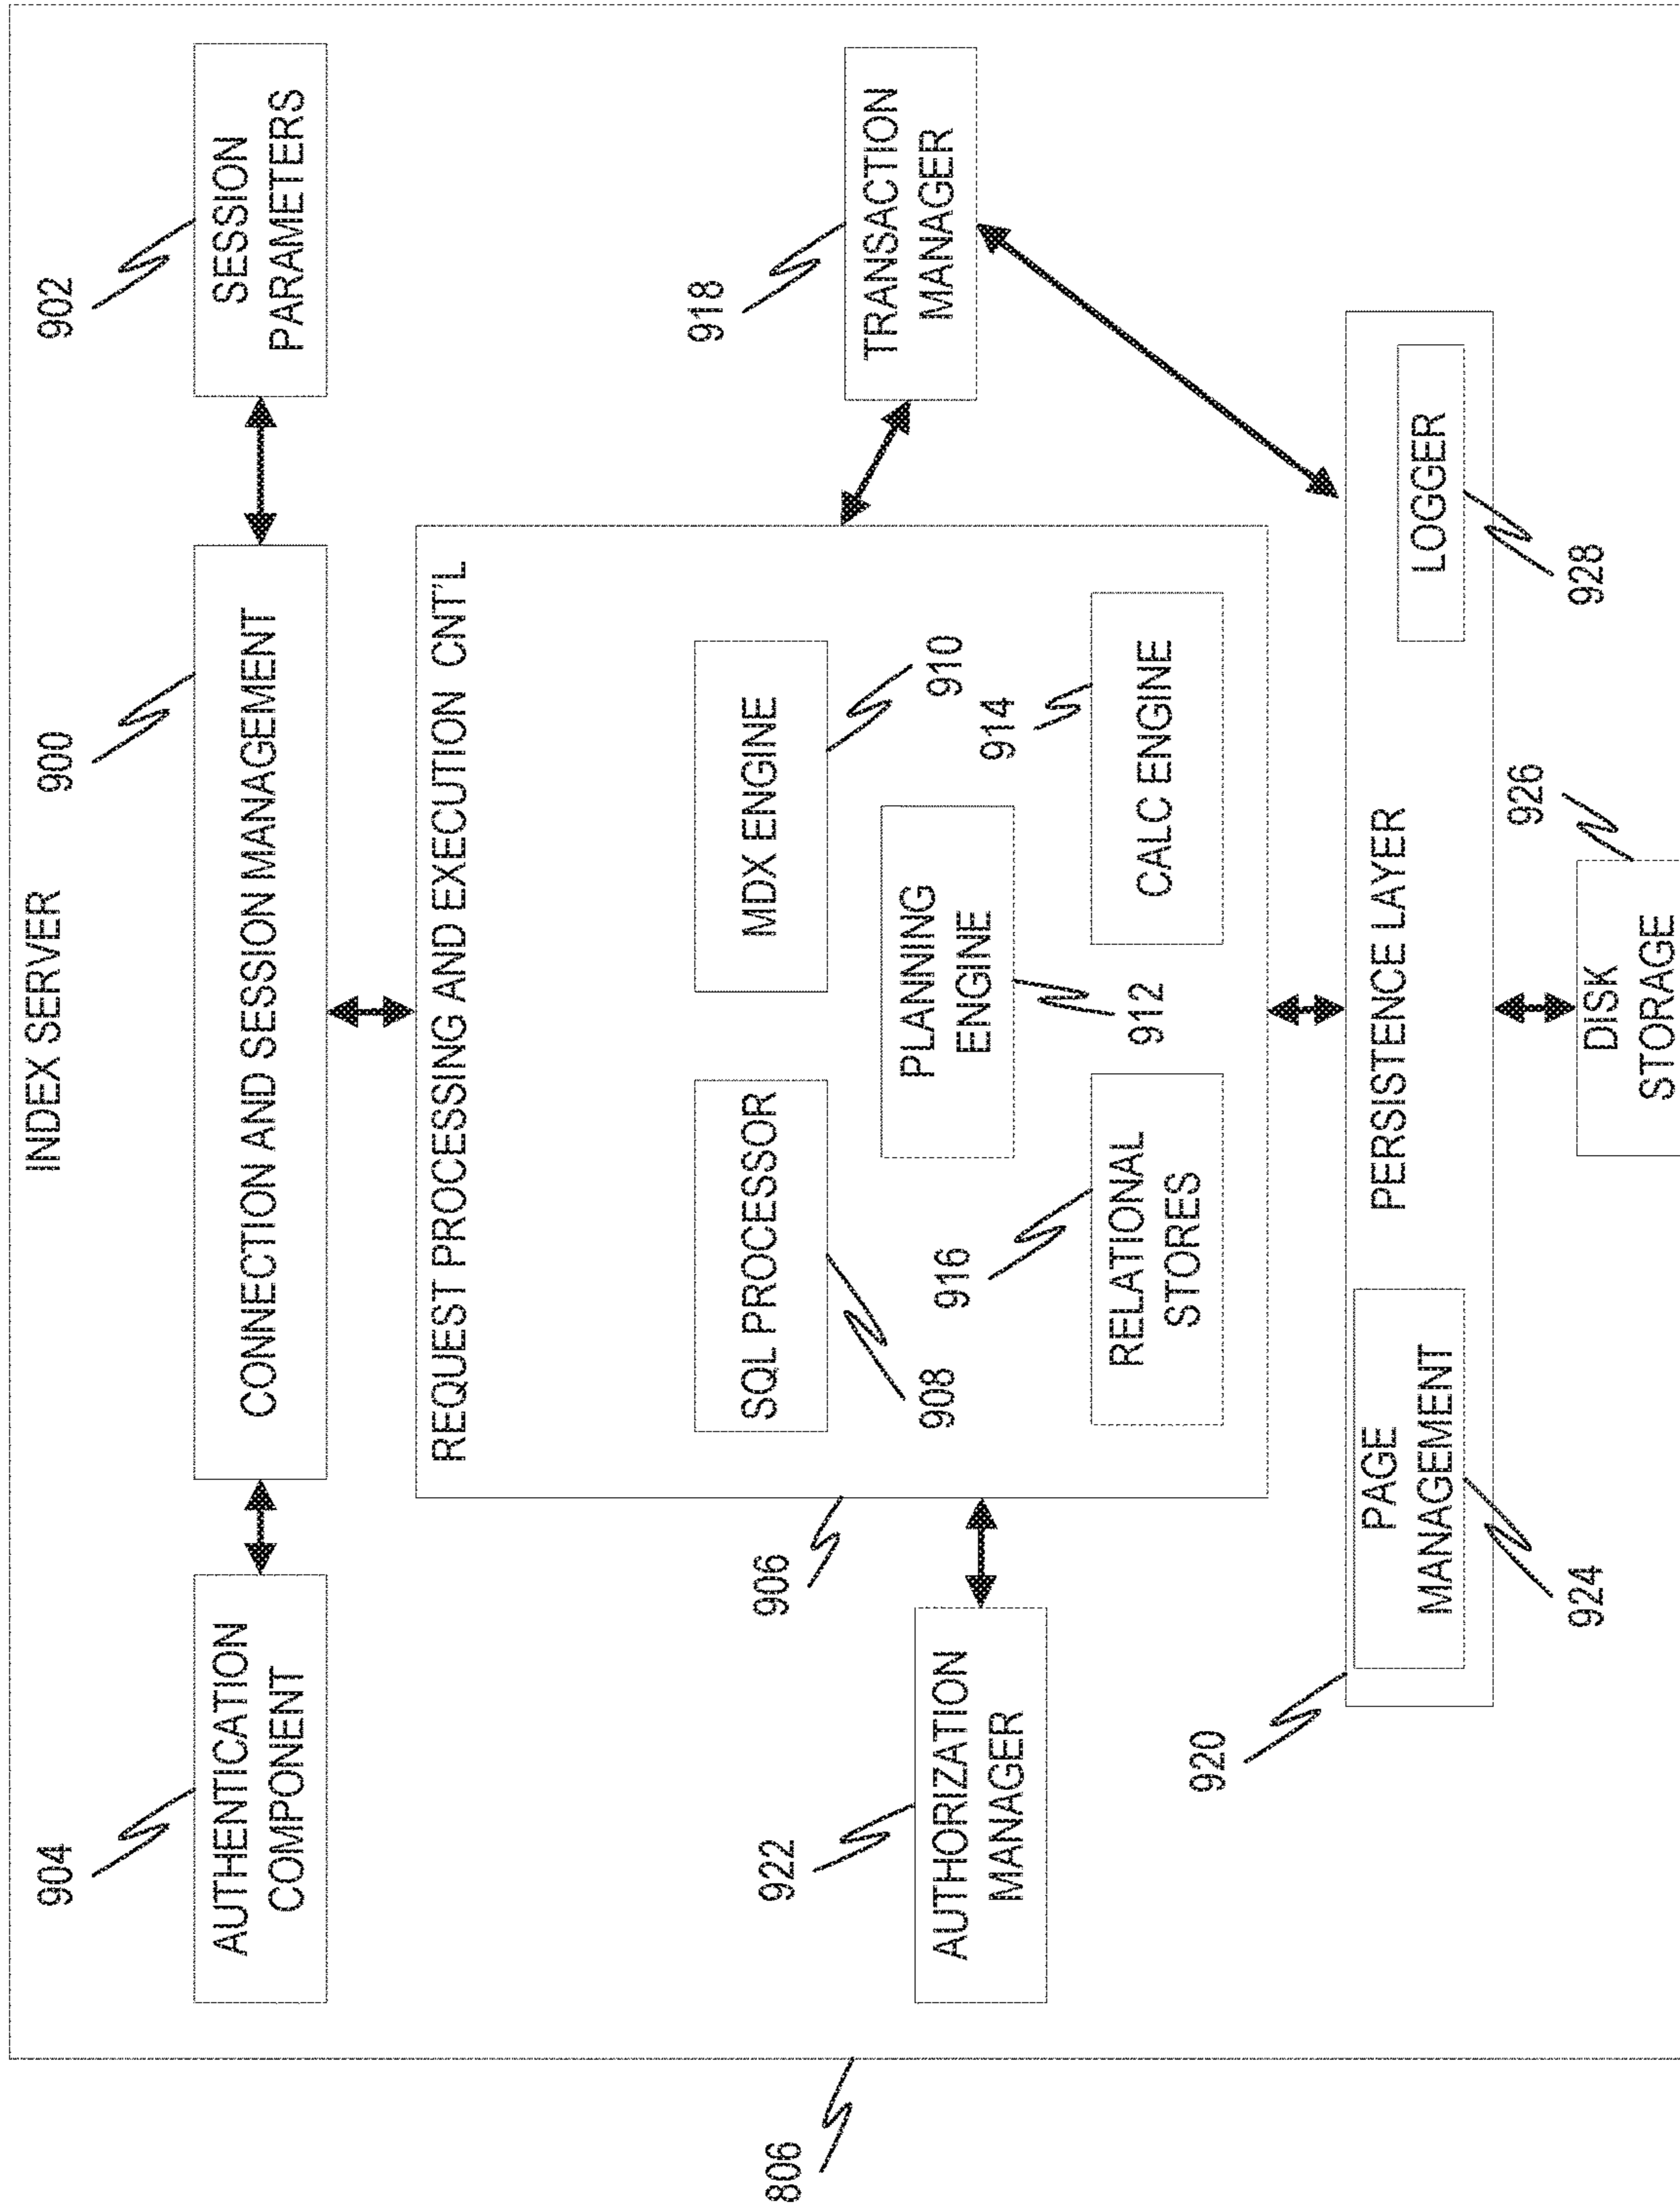 INDEX SERVER
806
904
AUTHENTICATION
COMPONENT
900
CONNECTION AND SESSION MANAGEMENT
902
SESSION
PARAMETERS
REQUEST PROCESSING AND EXECUTION CNT'L
906
SQL PROCESSOR
908
MDX ENGINE
910
PLANNING
ENGINE
912
916
RELATIONAL
STORES
914
CALC ENGINE
922
AUTHORIZATION
MANAGER
918
TRANSACTION
MANAGER
920
PERSISTENCE LAYER
PAGE
MANAGEMENT
924
LOGGER
928
926
DISK
STORAGE